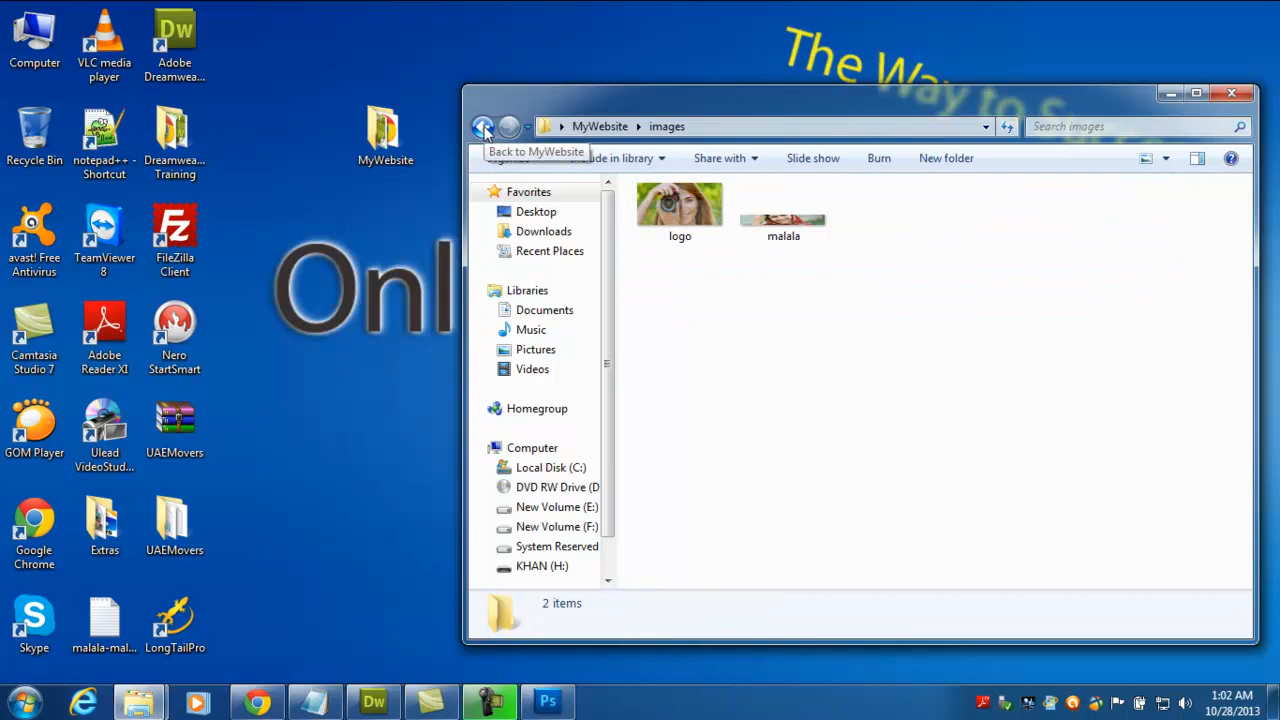 Computer
VLC media
player
Adobe
Dreamwea...
Recycle Bin
notepad++ -
Shortcut
Dreamwea...
Training
MyWebsite
avast! Free
Antivirus
TeamViewer
8
FileZilla
Client
Camtasia
Studio 7
Adobe
Reader XI
Nero
StartSmart
GOM Player
Ulead
VideoStud...
UAEMovers
Google
Chrome
Extras
UAEMovers
Skype
malala-mal...
LongTailPro
The Way to
Onl
MyWebsite
images
Search images
Back to MyWebsite
Include in library
Share with
Slide show
Burn
New folder
Favorites
Desktop
Downloads
Recent Places
Libraries
Documents
Music
Pictures
Videos
Homegroup
Computer
Local Disk (C:)
DVD RW Drive (D
New Volume (E:)
New Volume (F:)
System Reserved
KHAN (H:)
logo
malala
2 items
Dw
Ps
1:02 AM
10/28/2013